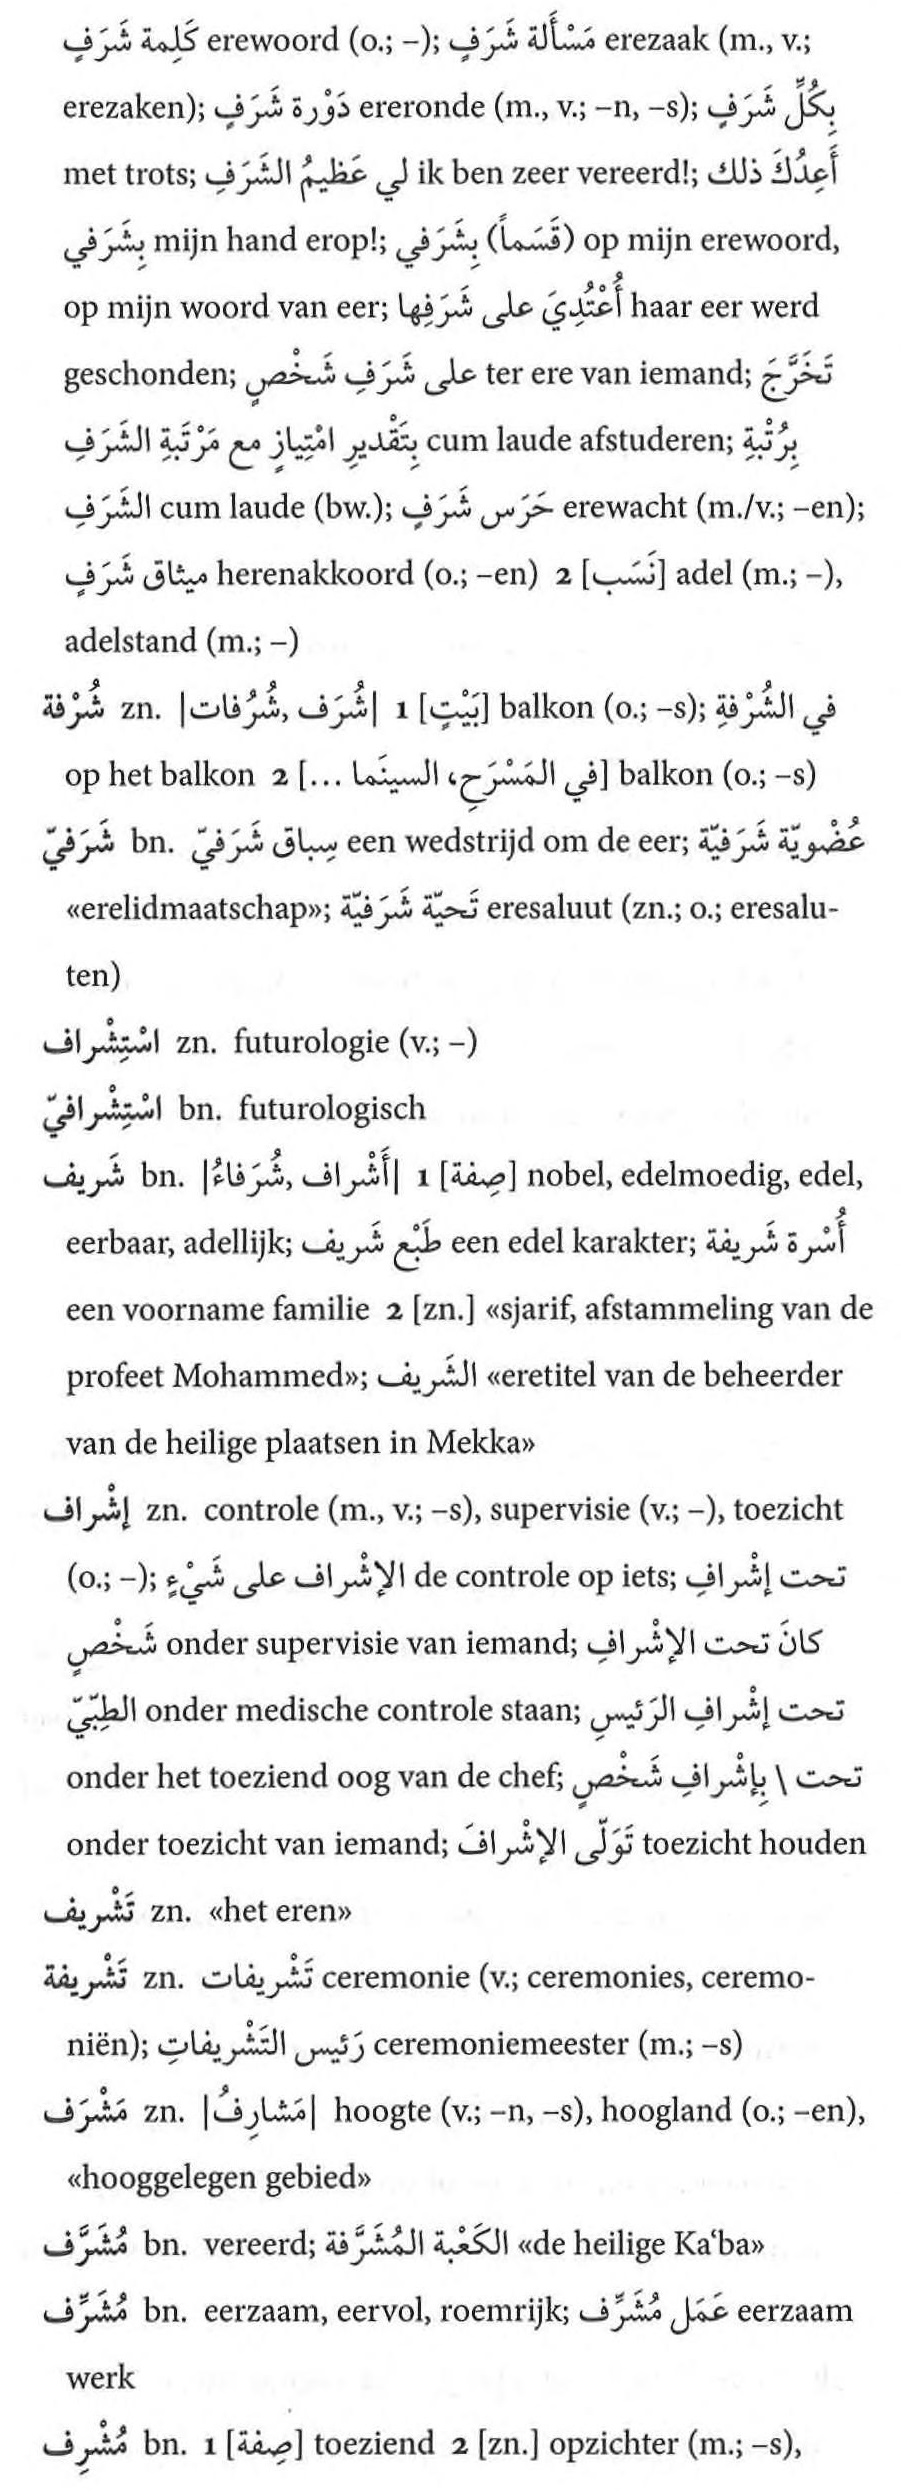 كَلِمة شَرَفٍ erewoord (o.; –); مَسْأَلة شَرَفٍ erezaak (m., v.;
erezaken); دَوْرة شَرَفٍ ereronde (m., v.; –n, –s); بِكُلِّ شَرَفٍ
met trots; لي عَظيمُ الشَرَفِ ik ben zeer vereerd!; أَعِدُكَ ذلك
بِشَرَفي mijn hand erop!; (قَسَماً) بِشَرَفي op mijn erewoord,
op mijn woord van eer; أُعْتُدِيَ على شَرَفِها haar eer werd
geschonden; على شَرَفِ شَخْصٍ ter ere van iemand; تَخَرَّجَ
بِتَقْديرِ امْتِيازٍ مع مَرْتَبَةِ الشَرَفِ cum laude afstuderen; بِرُتْبةِ
الشَرَفِ cum laude (bw.); حَرَس شَرَفٍ erewacht (m./v.; –en);
ميثاق شَرَفٍ herenakkoord (o.; –en) 2 [نَسَب] adel (m.; –),
adelstand (m.; –)
شُرْفة zn. |شُرَف, شُرُفات| 1 [بَيْتٍ] balkon (o.; –s); في الشُرْفةِ
op het balkon 2 [في المَسْرَحِ، السينَما ...] balkon (o.; –s)
شَرَفيّ bn. سِباق شَرَفيّ een wedstrijd om de eer; عُضْويّة شَرَفيّة
«erelidmaatschap»; تَحيّة شَرَفيّة eresaluut (zn.; o.; eresalu-
ten)
اسْتِشْراف zn. futurologie (v.; –)
اسْتِشْرافيّ bn. futurologisch
شَريف bn. |أَشْراف, شُرَفاءُ| 1 [صِفة] nobel, edelmoedig, edel,
eerbaar, adellijk; طَبْع شَريف een edel karakter; أُسْرة شَريفة
een voorname familie 2 [zn.] «sjarif, afstammeling van de
profeet Mohammed»; الشَريف «eretitel van de beheerder
van de heilige plaatsen in Mekka»
إشْراف zn. controle (m., v.; –s), supervisie (v.; –), toezicht
(o.; –); الإشْراف على شَيْءٍ de controle op iets; تحت إشْرافِ
شَخْصٍ onder supervisie van iemand; كانَ تحت الإشْرافِ
الطِبّيّ onder medische controle staan; تحت إشْرافِ الرَئيسِ
onder het toeziend oog van de chef; تحت \ بِإشْرافِ شَخْصٍ
onder toezicht van iemand; تَوَلّى الإشْرافَ toezicht houden
تَشْريف zn. «het eren»
تَشْريفة zn. تَشْريفات ceremonie (v.; ceremonies, ceremo-
niën); رَئيس التَشْريفاتِ ceremoniemeester (m.; –s)
مَشْرَف zn. |مَشارِفُ| hoogte (v.; –n, –s), hoogland (o.; –en),
«hooggelegen gebied»
مُشَرَّف bn. vereerd; الكَعْبة المُشَرَّفة «de heilige Kaʻba»
مُشَرِّف bn. eerzaam, eervol, roemrijk; عَمَل مُشَرِّف eerzaam
werk
مُشْرِف bn. 1 [صِفة] toeziend 2 [zn.] opzichter (m.; –s),